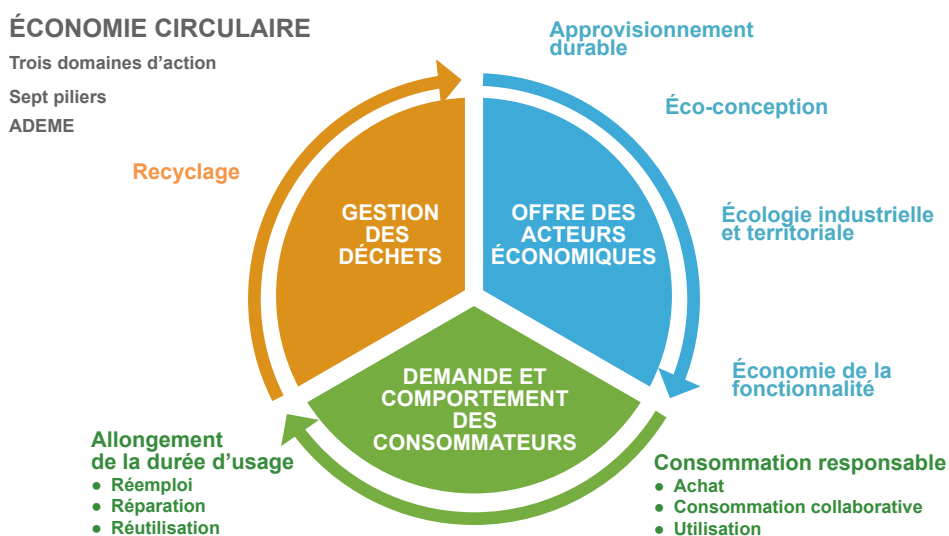 ÉCONOMIE CIRCULAIRE
Trois domaines d’action
Sept piliers
ADEME
Approvisionnement
durable
Éco-conception
Écologie industrielle
et territoriale
Économie de la
fonctionnalité
Recyclage
GESTION
DES
DÉCHETS
OFFRE DES
ACTEURS
ÉCONOMIQUES
DEMANDE ET
COMPORTEMENT
DES
CONSOMMATEURS
Allongement
de la durée d’usage
● Réemploi
● Réparation
● Réutilisation
Consommation responsable
● Achat
● Consommation collaborative
● Utilisation